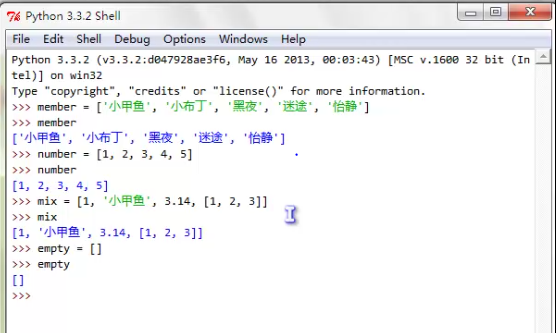 Python 3.3.2 Shell
File Edit Shell Debug Options Windows Help
Python 3.3.2 (v3.3.2:d047928ae3f6, May 16 2013, 00:03:43) [MSC v.1600 32 bit (In
tel)] on win32
Type "copyright", "credits" or "license()" for more information.
>>> member = ['小甲鱼', '小布丁', '黑夜', '迷途', '怡静']
>>> member
['小甲鱼', '小布丁', '黑夜', '迷途', '怡静']
>>> number = [1, 2, 3, 4, 5]
>>> number
[1, 2, 3, 4, 5]
>>> mix = [1, '小甲鱼', 3.14, [1, 2, 3]]
>>> mix
[1, '小甲鱼', 3.14, [1, 2, 3]]
>>> empty = []
>>> empty
[]
>>>